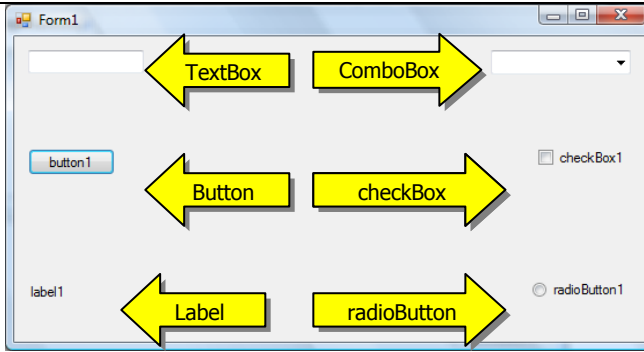 Form1
TextBox ComboBox
button1 checkBox1
Button checkBox
label1 radioButton1
Label radioButton